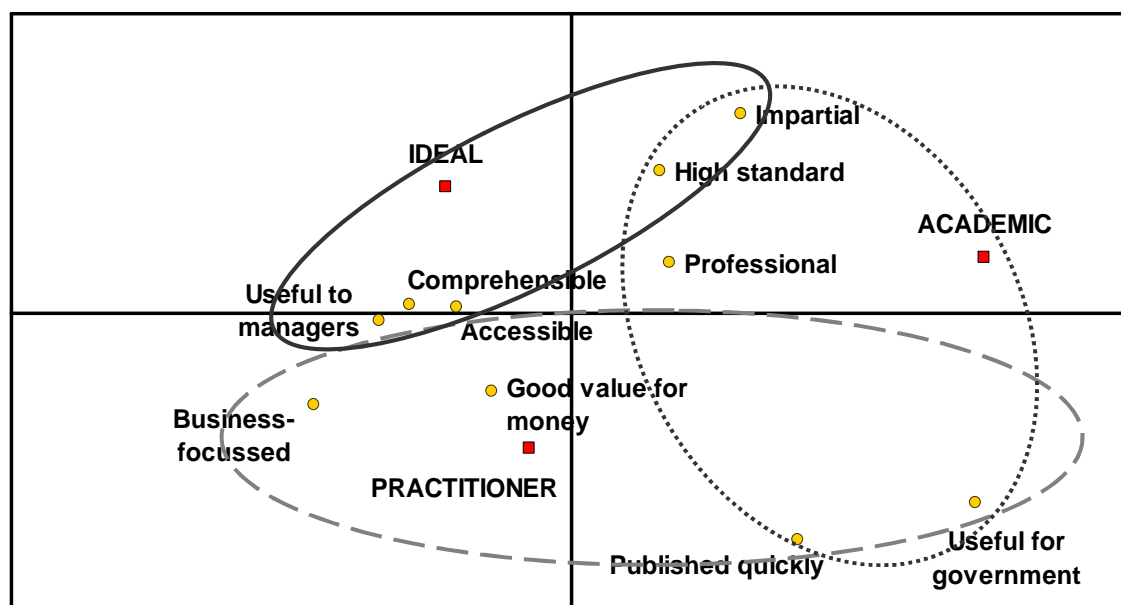 Impartial
IDEAL
High standard
ACADEMIC
Professional
Comprehensible
Useful to
managers
Accessible
Good value for
money
Business-
focussed
PRACTITIONER
Published quickly
Useful for
government